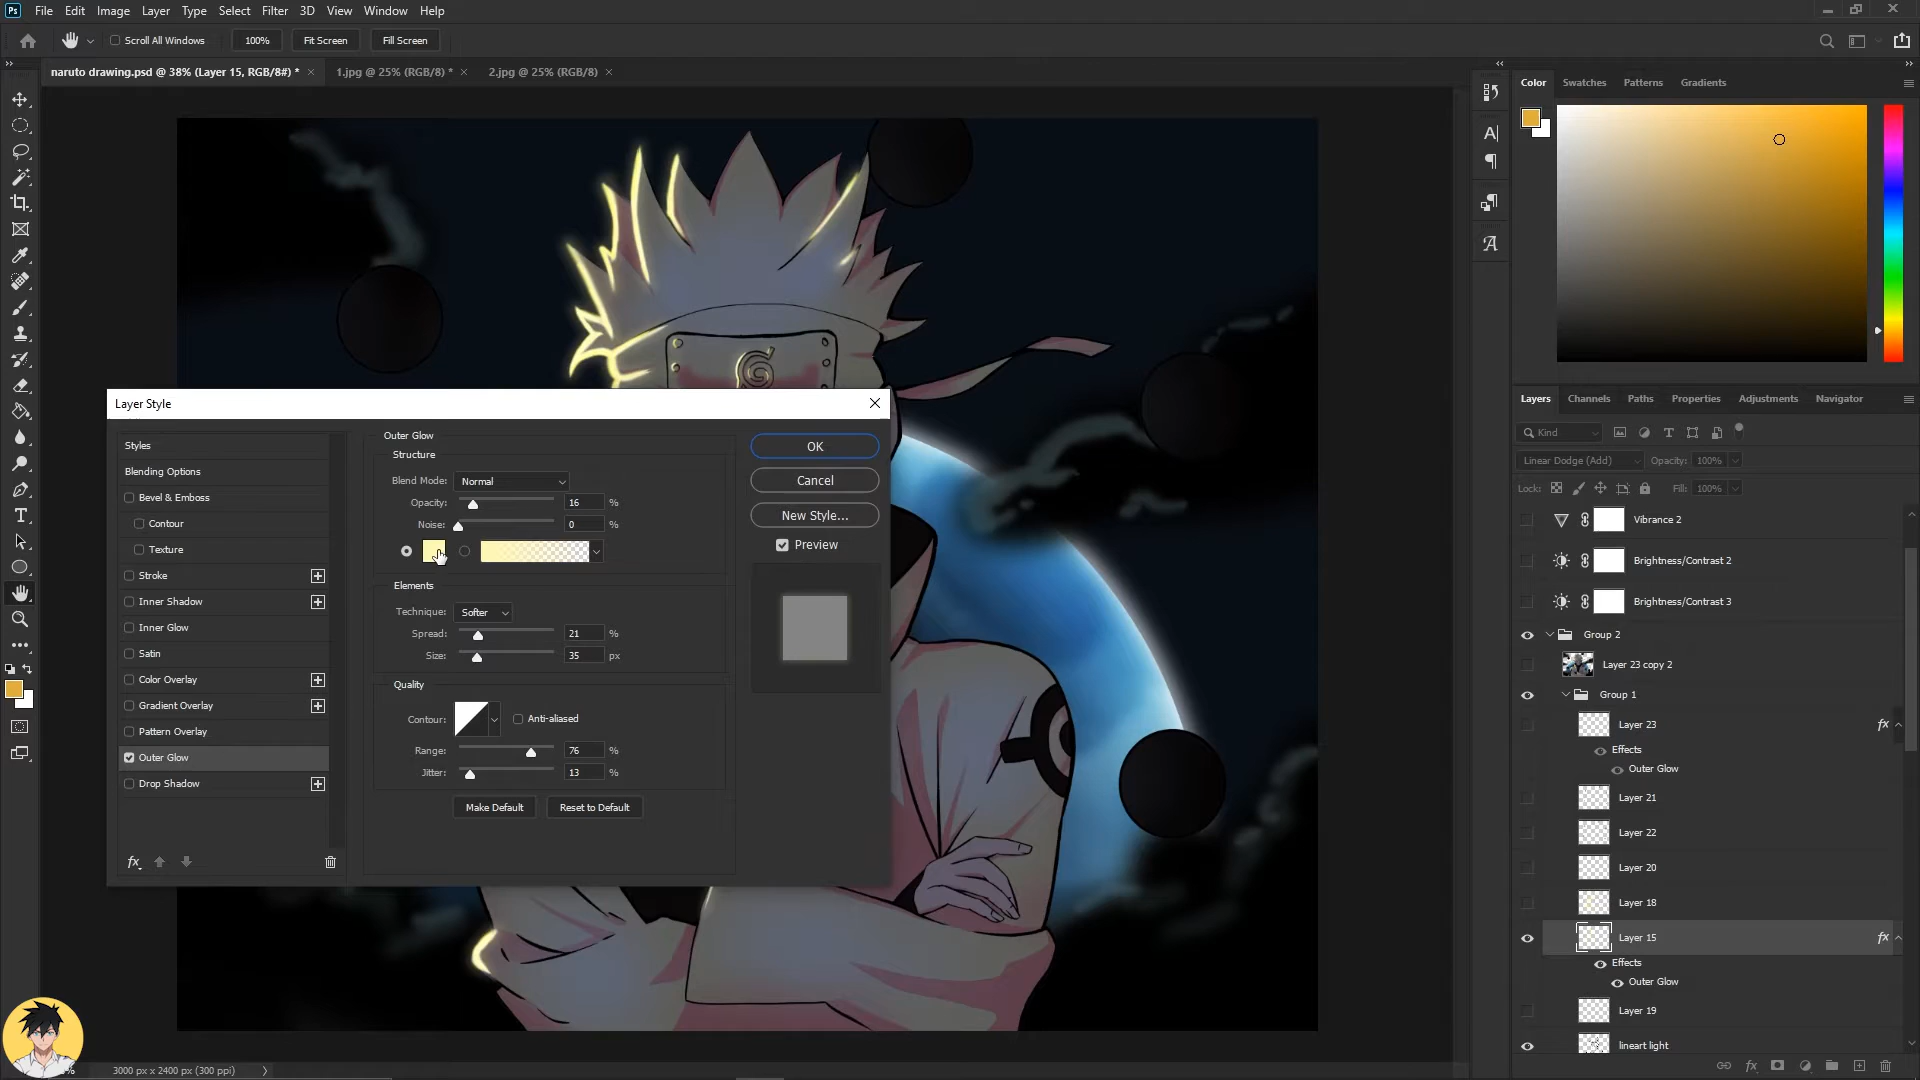 Ps File Edit Image Layer Type Select Filter 3D View Window Help
Scroll All Windows 100% Fit Screen Fill Screen
naruto drawing.psd @ 38% (Layer 15, RGB/8#) * 1.jpg @ 25% (RGB/8) * 2.jpg @ 25% (RGB/8)
Color Swatches Patterns Gradients
Layer Style
Styles
Blending Options
Bevel & Emboss
Contour
Texture
Stroke
Inner Shadow
Inner Glow
Satin
Color Overlay
Gradient Overlay
Pattern Overlay
Outer Glow
Drop Shadow
fx
Outer Glow
Structure
Blend Mode: Normal
Opacity: 16 %
Noise: 0 %
Elements
Technique: Softer
Spread: 21 %
Size: 35 px
Quality
Contour: Anti-aliased
Range: 76 %
Jitter: 13 %
Make Default Reset to Default
OK
Cancel
New Style...
Preview
Layers Channels Paths Properties Adjustments Navigator
Kind
Linear Dodge (Add) Opacity: 100%
Lock: Fill: 100%
Vibrance 2
Brightness/Contrast 2
Brightness/Contrast 3
Group 2
Layer 23 copy 2
Group 1
Layer 23 fx
Effects
Outer Glow
Layer 21
Layer 22
Layer 20
Layer 18
Layer 15 fx
Effects
Outer Glow
Layer 19
lineart light
fx
3000 px x 2400 px (300 ppi)